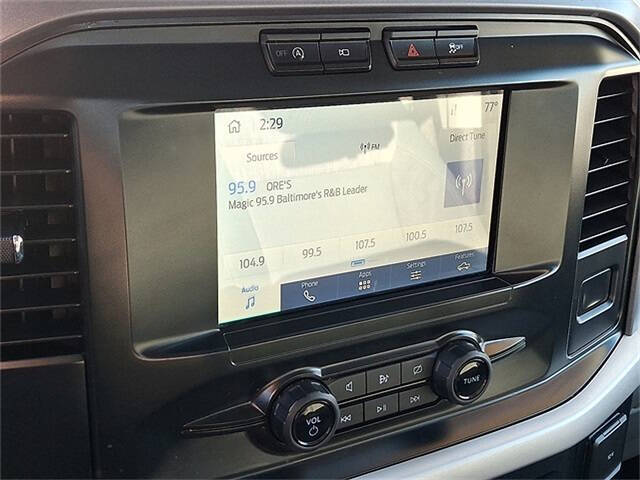 OFF A
OFF
2:29
77°
Sources
FM
Direct Tune
95.9 ORE'S
Magic 95.9 Baltimore's R&B Leader
104.9 99.5 107.5 100.5 107.5
Audio Phone Apps Settings Features
VOL
TUNE